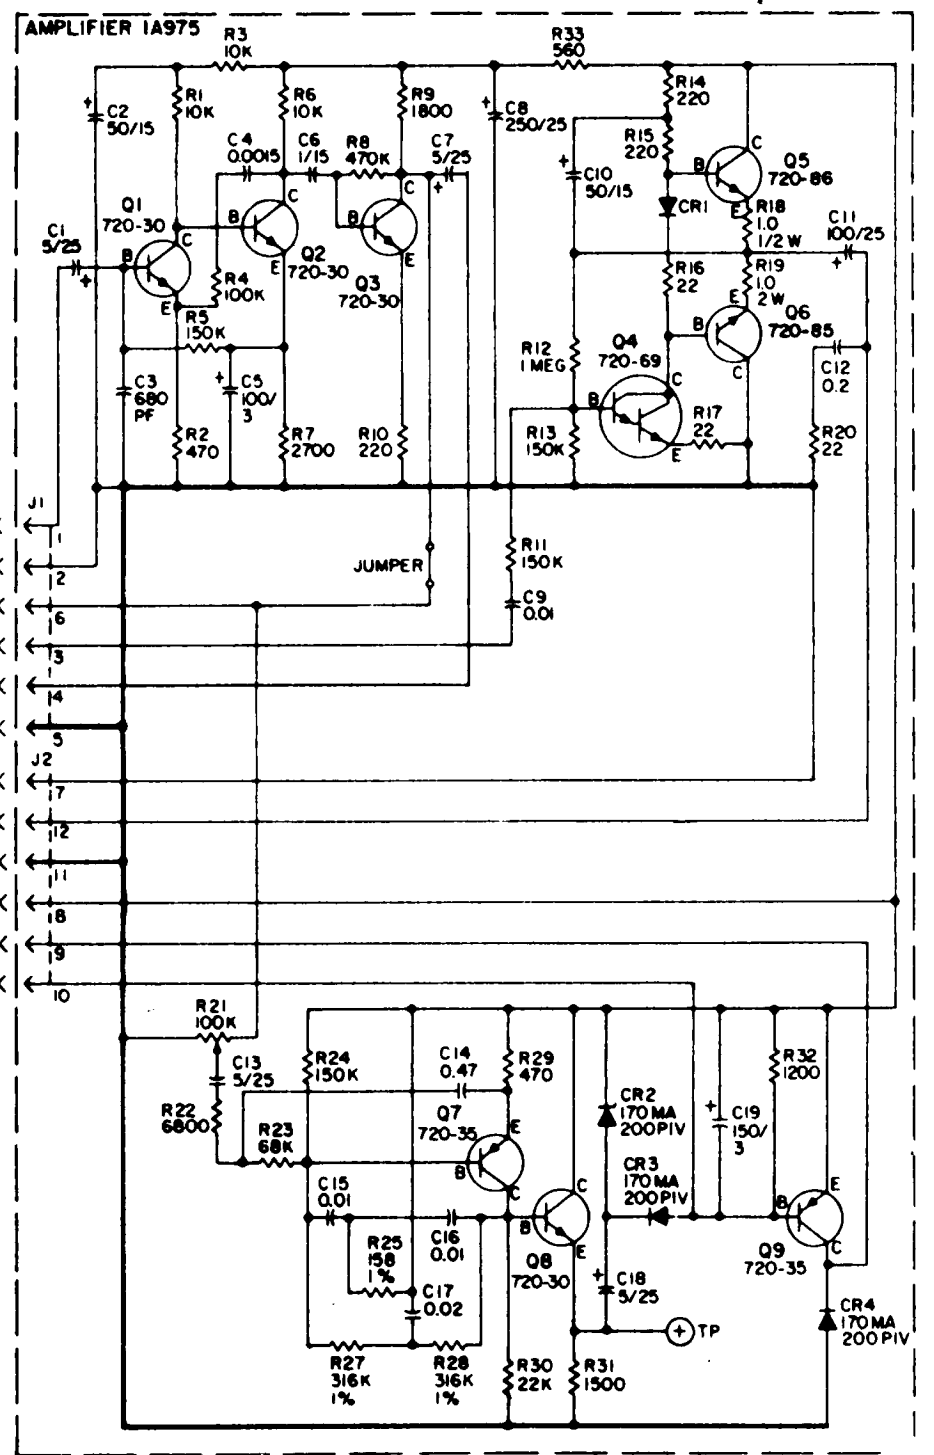 AMPLIFIER 1A975
R3
10K
R33
560
R1
10K
C2
50/15
R6
10K
R9
1800
C8
250/25
R14
220
R15
220
C4
0.0015
C6
1/15
R8
470K
C7
5/25
+
+
+
+
C10
50/15
C
B
Q5
720-86
E
CR1
R18
1.0
1/2 W
C11
100/25
+
Q1
720-30
C1
5/25
+
B
C
E
B
C
E
Q2
720-30
B
C
E
Q3
720-30
R4
100K
R5
150K
R16
22
R19
1.0
2W
E
B
C
Q6
720-85
C3
680
PF
+
C5
100/
3
R12
1 MEG
Q4
720-69
C
B
E
C12
0.2
R2
470
R7
2700
R10
220
R13
150K
R17
22
R20
22
J1
1
2
6
3
4
5
JUMPER
R11
150K
C9
0.01
J2
7
12
11
8
9
10
R21
100K
C13
5/25
R22
6800
R23
68K
R24
150K
C14
0.47
R29
470
Q7
720-35
E
B
C
CR2
170 MA
200 PIV
CR3
170 MA
200 PIV
+
C19
150/
3
R32
1200
C15
0.01
C16
0.01
R25
158
1%
C17
0.02
C
B
E
Q8
720-30
+
C18
5/25
E
B
C
Q9
720-35
+ TP
CR4
170 MA
200 PIV
R27
316K
1%
R28
316K
1%
R30
22K
R31
1500